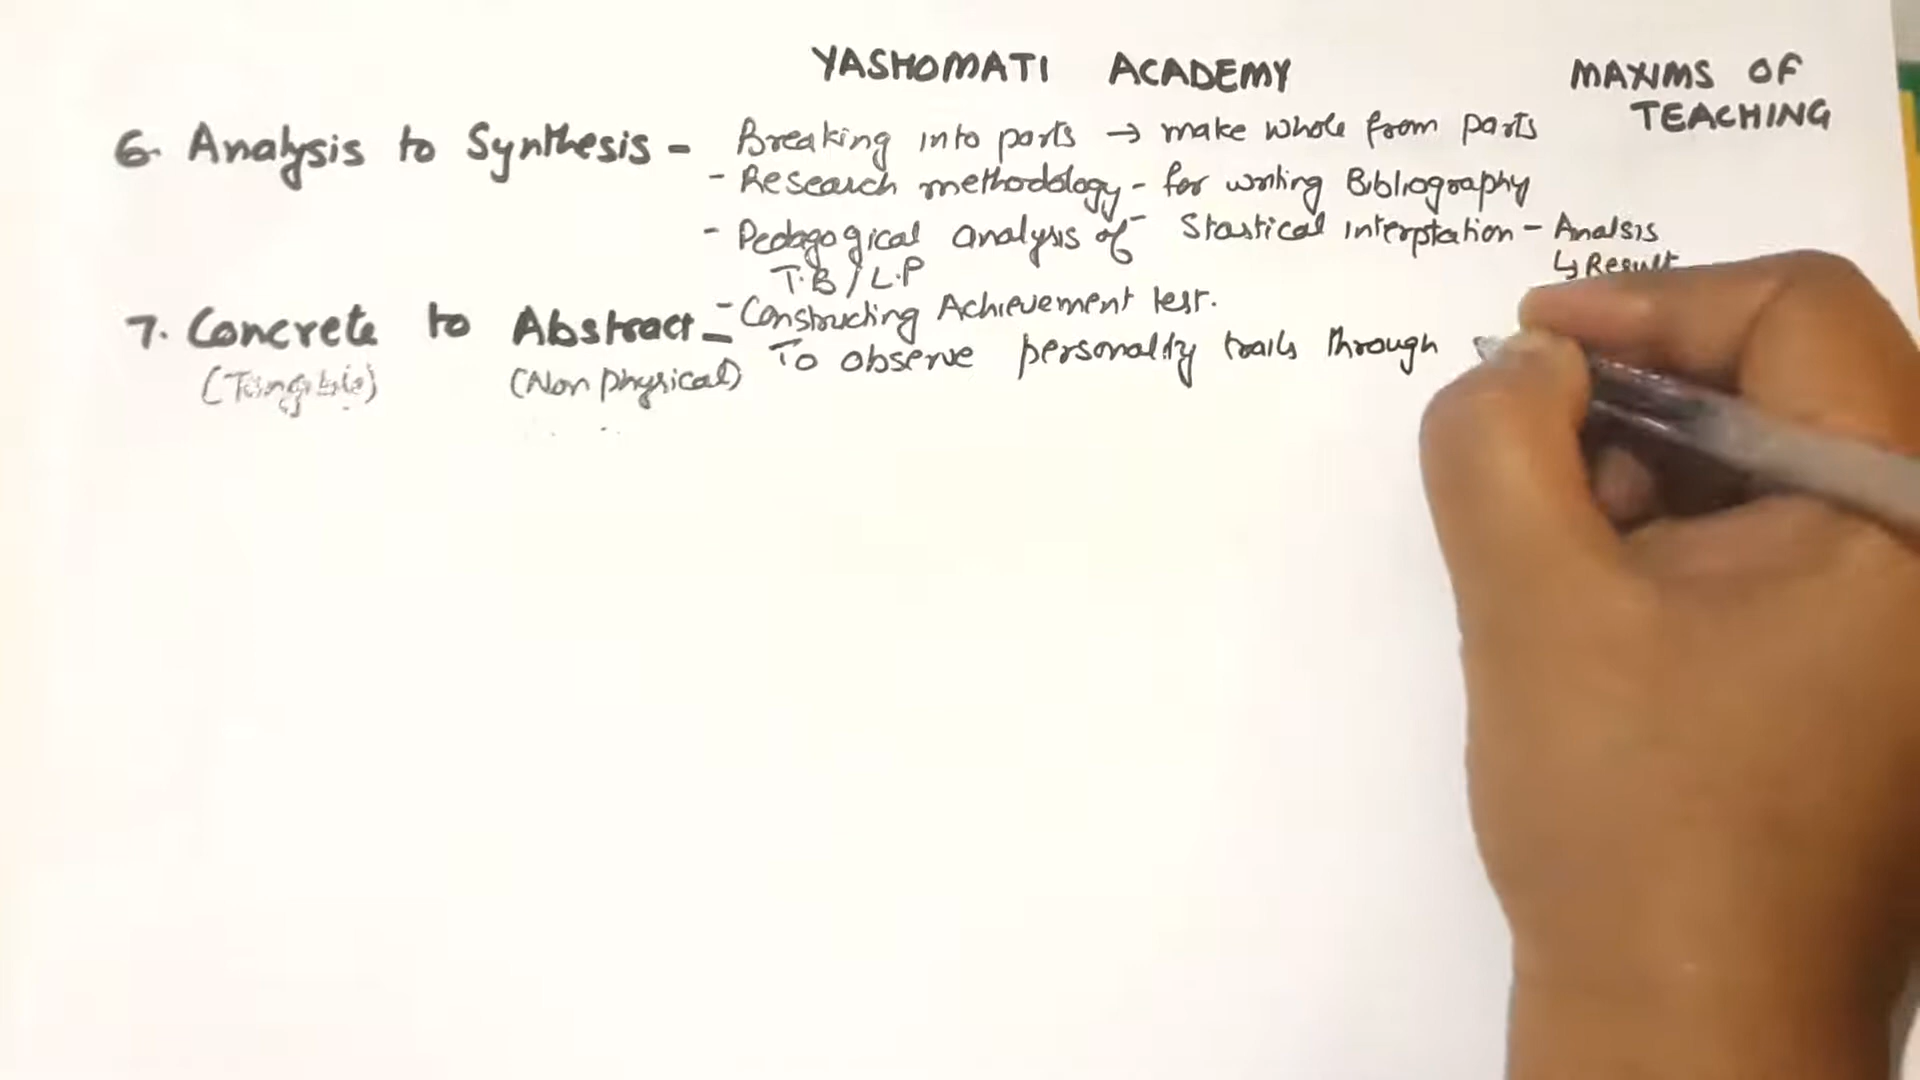 YASHOMATI ACADEMY
MAXIMS OF
TEACHING
6. Analysis to Synthesis - Breaking into parts → make whole from parts
- Research methodology - for writing Bibliography
- Pedagogical analysis of - Stastical interptation - Analsis
T.B / L.P
↳ Result
- Constructing Achievement test.
7. Concrete to Abstract - To observe personality traits through
(Tangible) (Non physical)